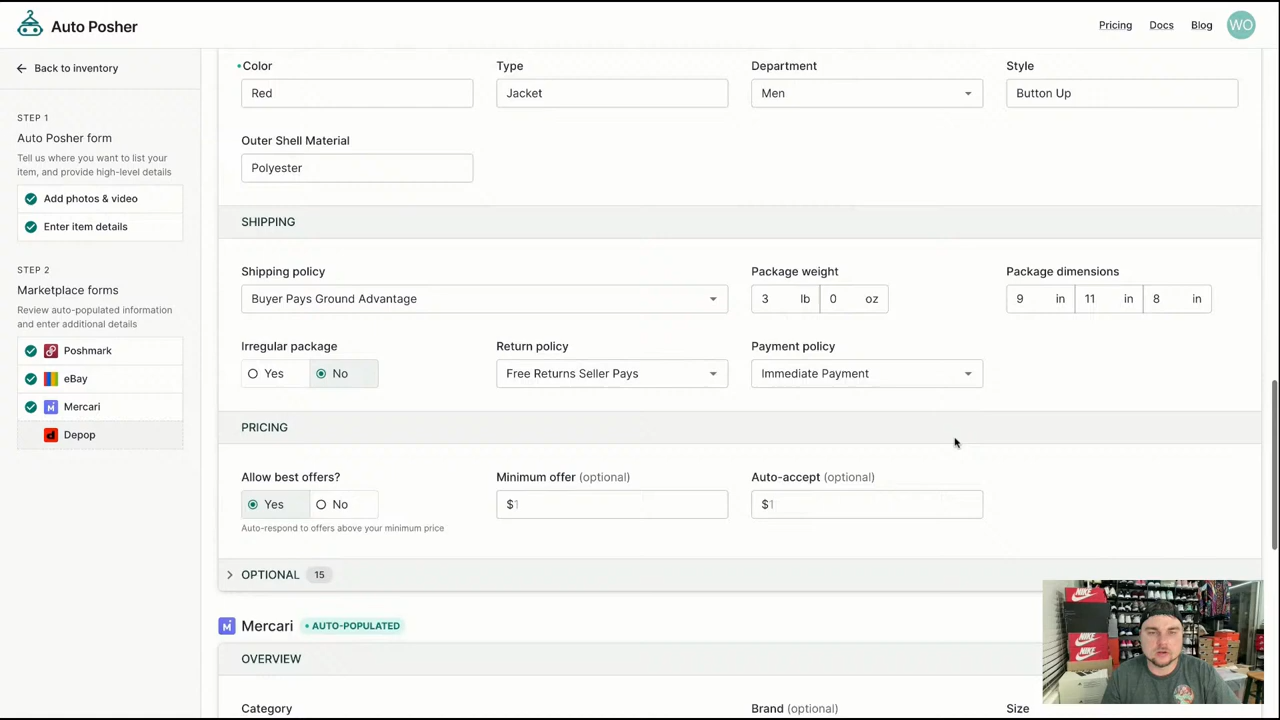 Auto Posher
Pricing
Docs
Blog
WO
Back to inventory
STEP 1
Auto Posher form
Tell us where you want to list your
item, and provide high-level details
Add photos & video
Enter item details
STEP 2
Marketplace forms
Review auto-populated information
and enter additional details
Poshmark
eBay
Mercari
Depop
Color
Type
Department
Style
Red
Jacket
Men
Button Up
Outer Shell Material
Polyester
SHIPPING
Shipping policy
Package weight
Package dimensions
Buyer Pays Ground Advantage
3 lb 0 oz
9 in 11 in 8 in
Irregular package
Return policy
Payment policy
Yes
No
Free Returns Seller Pays
Immediate Payment
PRICING
Allow best offers?
Minimum offer (optional)
Auto-accept (optional)
Yes
No
$1
$1
Auto-respond to offers above your minimum price
OPTIONAL 15
Mercari
AUTO-POPULATED
OVERVIEW
Category
Brand (optional)
Size
NIKE
NIKE